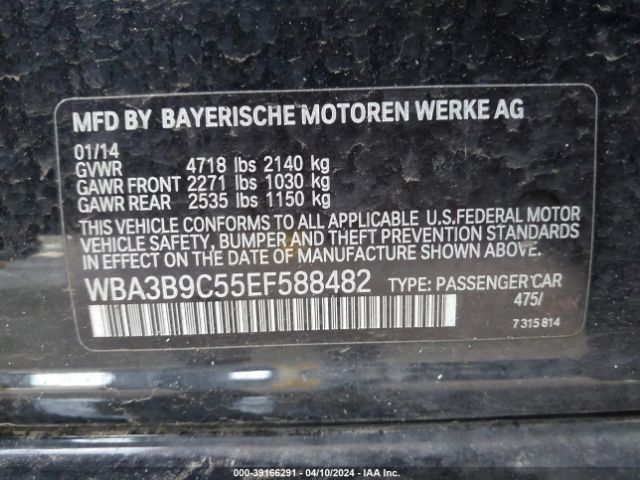 MFD BY BAYERISCHE MOTOREN WERKE AG
01/14
GVWR 4718 lbs 2140 kg
GAWR FRONT 2271 lbs 1030 kg
GAWR REAR 2535 lbs 1150 kg
THIS VEHICLE CONFORMS TO ALL APPLICABLE U.S.FEDERAL MOTOR
VEHICLE SAFETY, BUMPER AND THEFT PREVENTION STANDARDS
IN EFFECT ON THE DATE OF MANUFACTURE SHOWN ABOVE.
WBA3B9C55EF588482 TYPE: PASSENGER CAR
475/
7 315 814
000-39166291 - 04/10/2024 - IAA Inc.